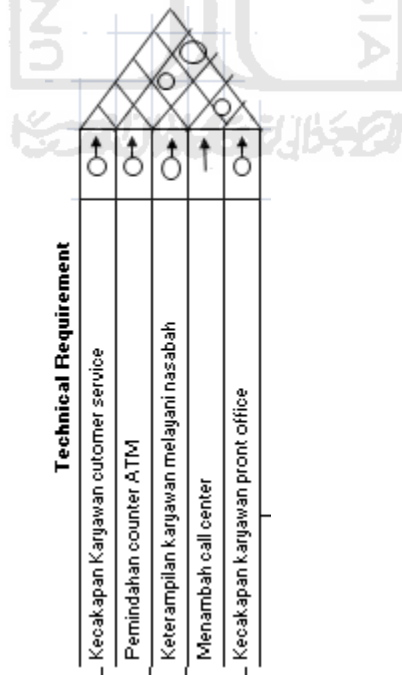 Technical Requirement
Kecakapan Karyawan cutomer service
Pemindahan counter ATM
Keterampilan karyawan melayani nasabah
Menambah call center
Kecakapan karyawan pront office